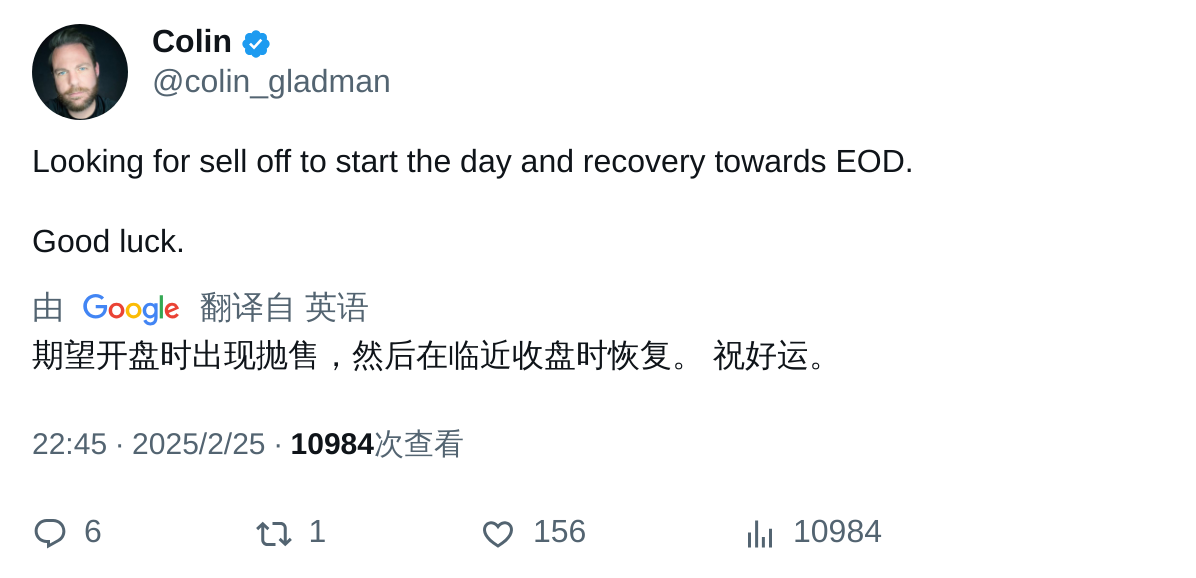 Colin
@colin_gladman
Looking for sell off to start the day and recovery towards EOD.
Good luck.
由 Google 翻译自 英语
期望开盘时出现抛售，然后在临近收盘时恢复。 祝好运。
22:45 · 2025/2/25 · 10984次查看
6 1 156 10984